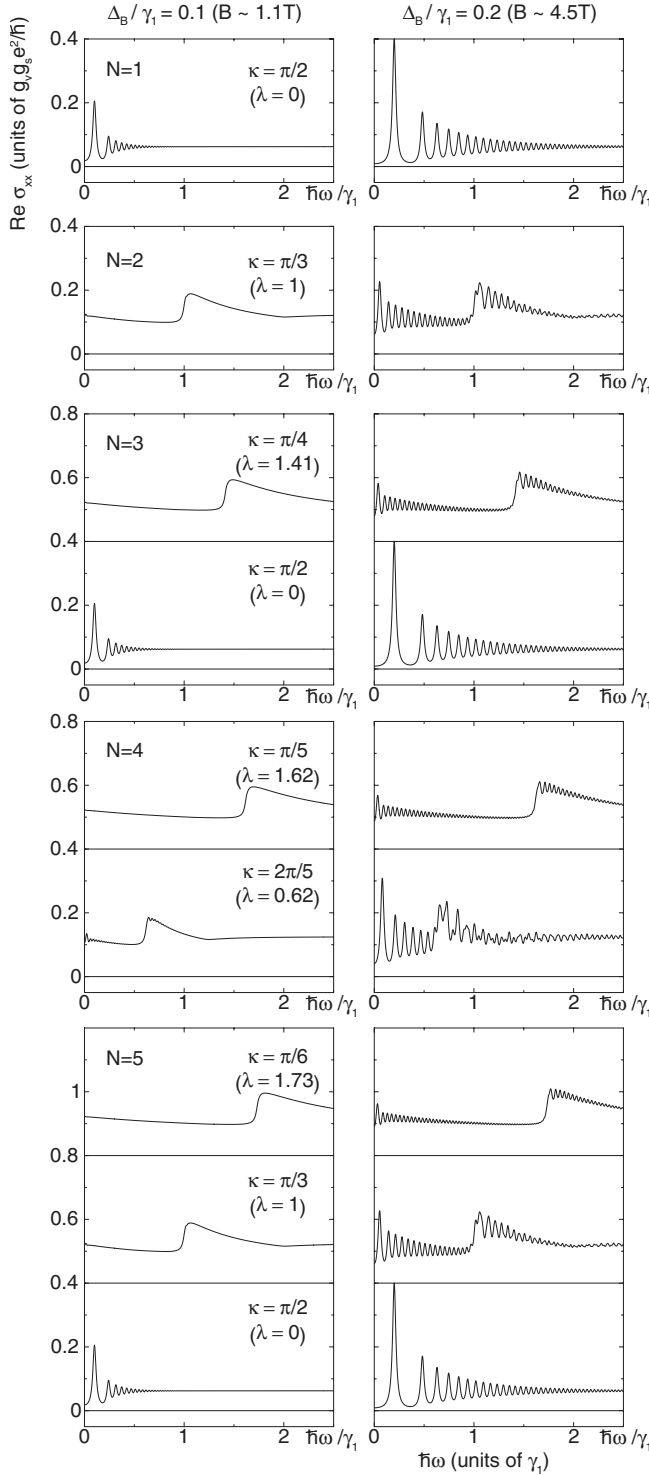 Δ_B / γ_1 = 0.1 (B ~ 1.1T)
Δ_B / γ_1 = 0.2 (B ~ 4.5T)
Re σ_xx (units of g_v g_s e²/ħ)
0.4
N=1
κ = π/2
(λ = 0)
0.2
0
0 1 2 ħω /γ_1
0 1 2 ħω /γ_1
0.4
N=2
κ = π/3
(λ = 1)
0.2
0
0 1 2 ħω /γ_1
0 1 2 ħω /γ_1
0.8
N=3
κ = π/4
(λ = 1.41)
0.6
0.4
κ = π/2
(λ = 0)
0.2
0
0 1 2 ħω /γ_1
0 1 2 ħω /γ_1
0.8
N=4
κ = π/5
(λ = 1.62)
0.6
0.4
κ = 2π/5
(λ = 0.62)
0.2
0
0 1 2 ħω /γ_1
0 1 2 ħω /γ_1
N=5
κ = π/6
(λ = 1.73)
1
0.8
κ = π/3
(λ = 1)
0.6
0.4
κ = π/2
(λ = 0)
0.2
0
0 1 2 ħω /γ_1
0 1 2 ħω /γ_1
ħω (units of γ_1)